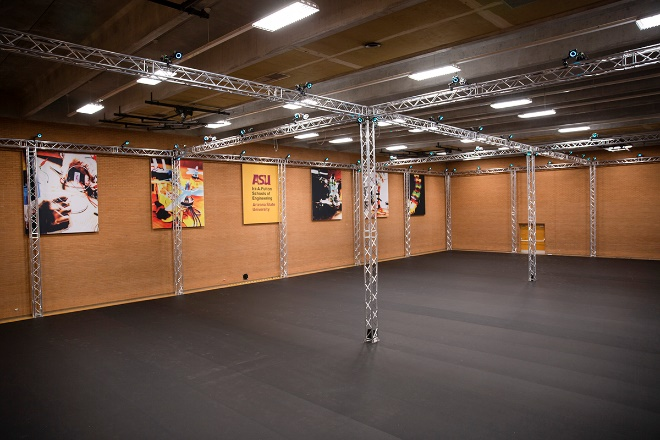 ASU
Ira A. Fulton
Schools of
Engineering
Arizona State
University